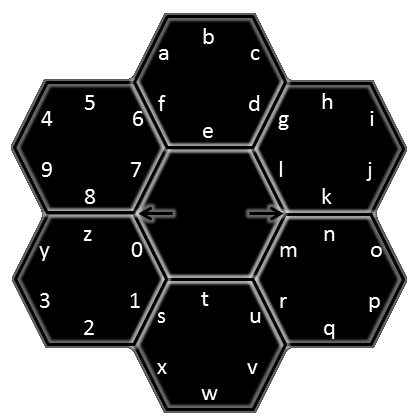 b
a c
5 h
4 6 f d g i
e
9 7 l j
8 k
z n
y 0 m o
3 1 t r p
s u
2 q
x v
w